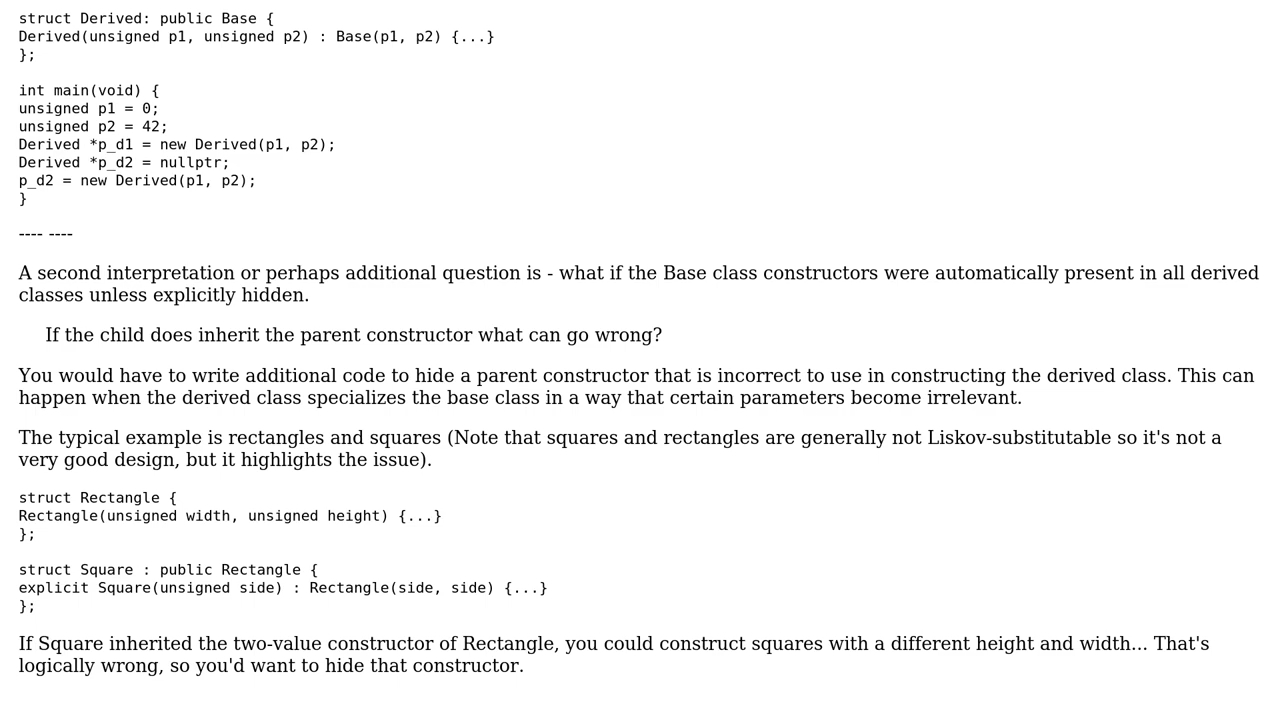 struct Derived: public Base {
Derived(unsigned p1, unsigned p2) : Base(p1, p2) {...}
};
int main(void) {
unsigned p1 = 0;
unsigned p2 = 42;
Derived *p_d1 = new Derived(p1, p2);
Derived *p_d2 = nullptr;
p_d2 = new Derived(p1, p2);
}
---- ----
A second interpretation or perhaps additional question is - what if the Base class constructors were automatically present in all derived
classes unless explicitly hidden.
If the child does inherit the parent constructor what can go wrong?
You would have to write additional code to hide a parent constructor that is incorrect to use in constructing the derived class. This can
happen when the derived class specializes the base class in a way that certain parameters become irrelevant.
The typical example is rectangles and squares (Note that squares and rectangles are generally not Liskov-substitutable so it's not a
very good design, but it highlights the issue).
struct Rectangle {
Rectangle(unsigned width, unsigned height) {...}
};
struct Square : public Rectangle {
explicit Square(unsigned side) : Rectangle(side, side) {...}
};
If Square inherited the two-value constructor of Rectangle, you could construct squares with a different height and width... That's
logically wrong, so you'd want to hide that constructor.